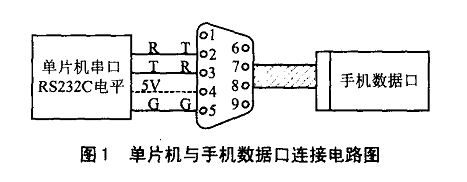 单片机串口
RS232C电平
R T
T R
5V
G G
1
2
3
4
5
6
7
8
9
手机数据口
图1 单片机与手机数据口连接电路图